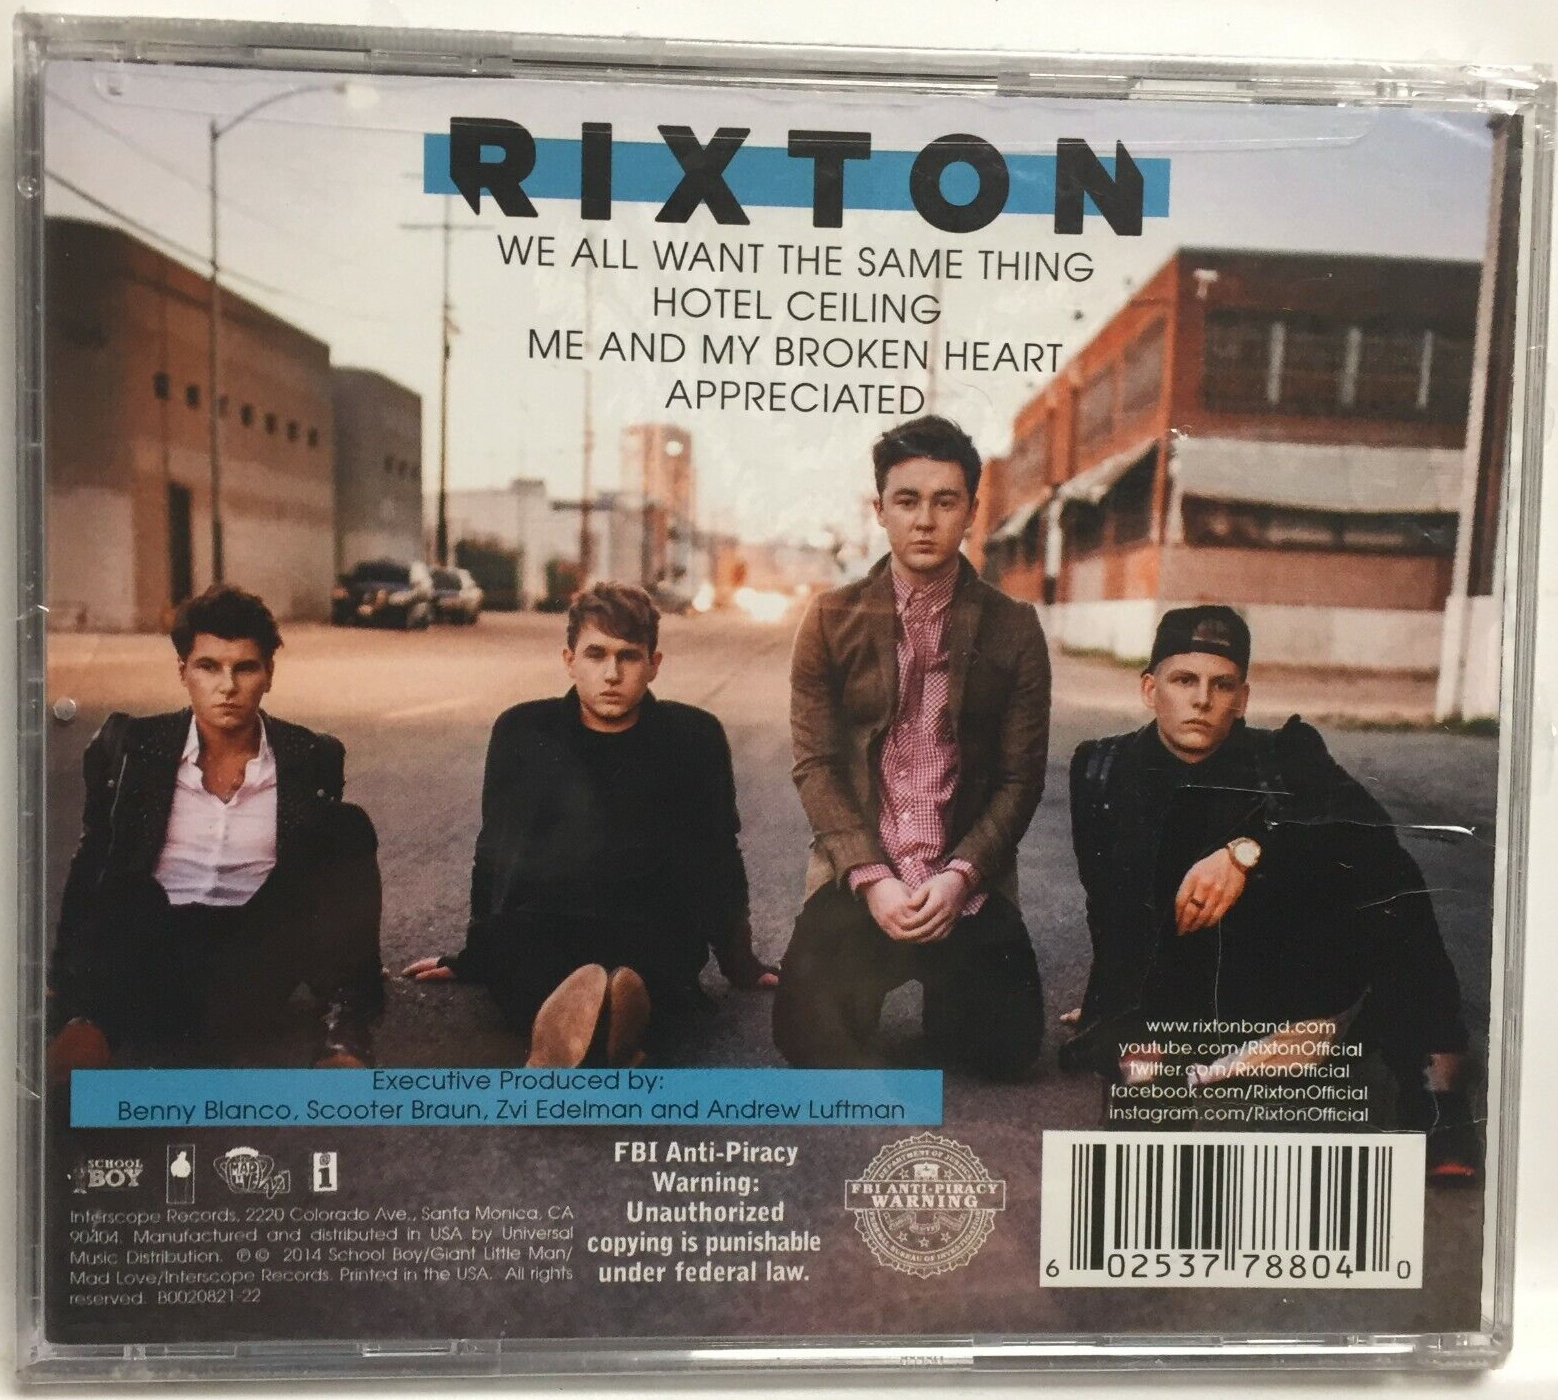 RIXTON
WE ALL WANT THE SAME THING
HOTEL CEILING
ME AND MY BROKEN HEART
APPRECIATED
www.rixtonband.com
youtube.com/RixtonOfficial
twitter.com/RixtonOfficial
facebook.com/RixtonOfficial
instagram.com/RixtonOfficial
Executive Produced by:
Benny Blanco, Scooter Braun, Zvi Edelman and Andrew Luftman
SCHOOL
BOY
MAD
LOVE
i
Interscope Records, 2220 Colorado Ave., Santa Monica, CA
90404. Manufactured and distributed in USA by Universal
Music Distribution. ℗ © 2014 School Boy/Giant Little Man/
Mad Love/Interscope Records. Printed in the USA. All rights
reserved. B0020821-22
FBI Anti-Piracy
Warning:
Unauthorized
copying is punishable
under federal law.
FBI ANTI-PIRACY
WARNING
6 02537 78804 0